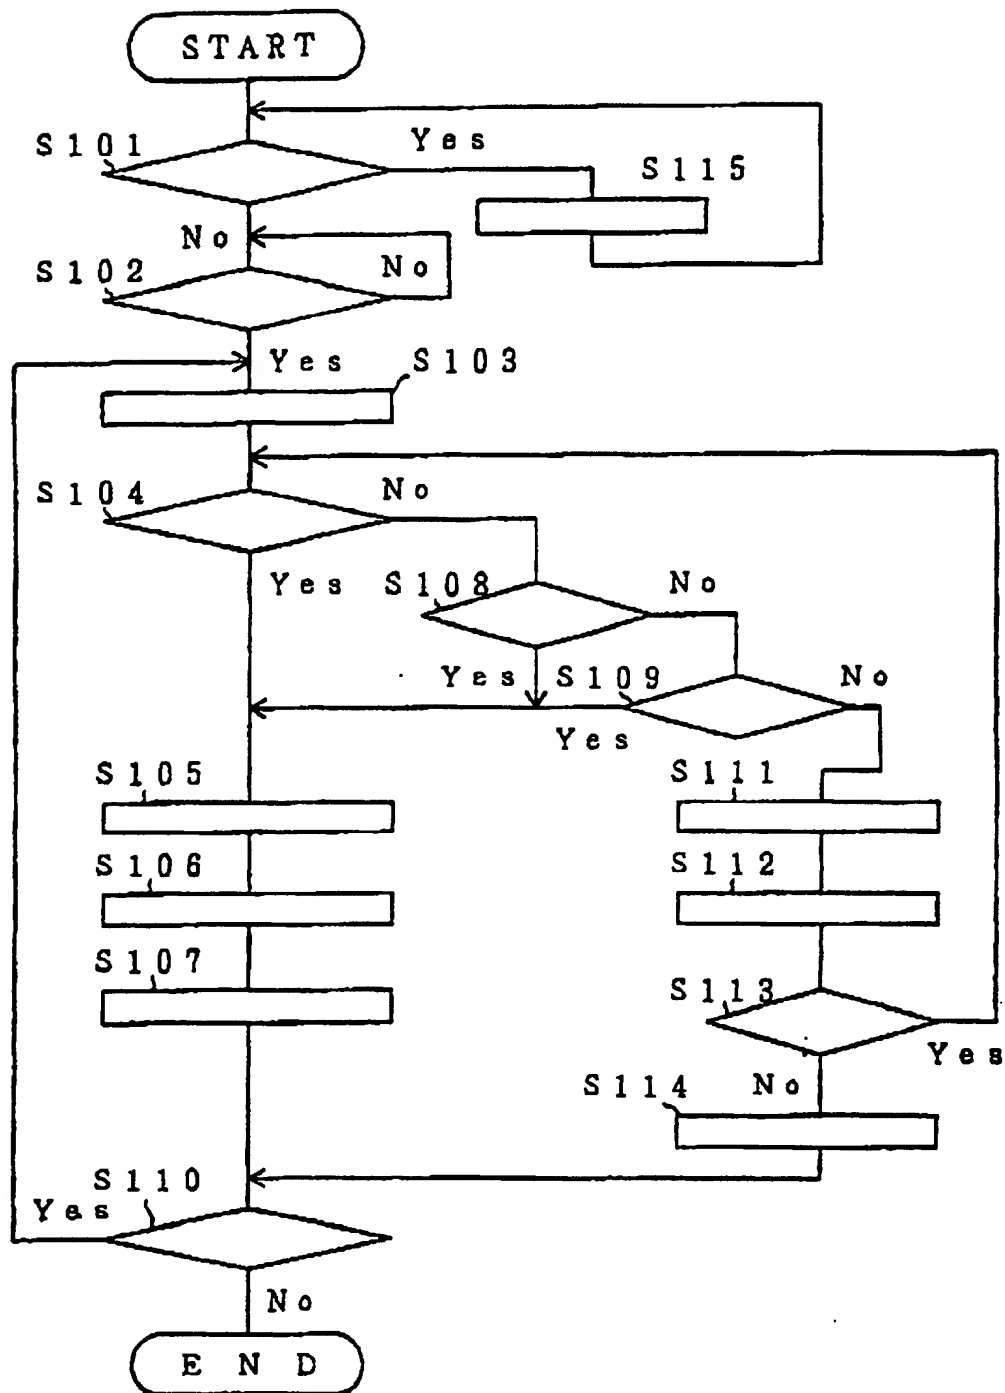 START
S101
Yes
S115
No
S102
No
Yes
S103
S104
No
Yes
S108
No
Yes
S109
No
Yes
S105
S111
S106
S112
S107
S113
Yes
S114
No
S110
Yes
No
END